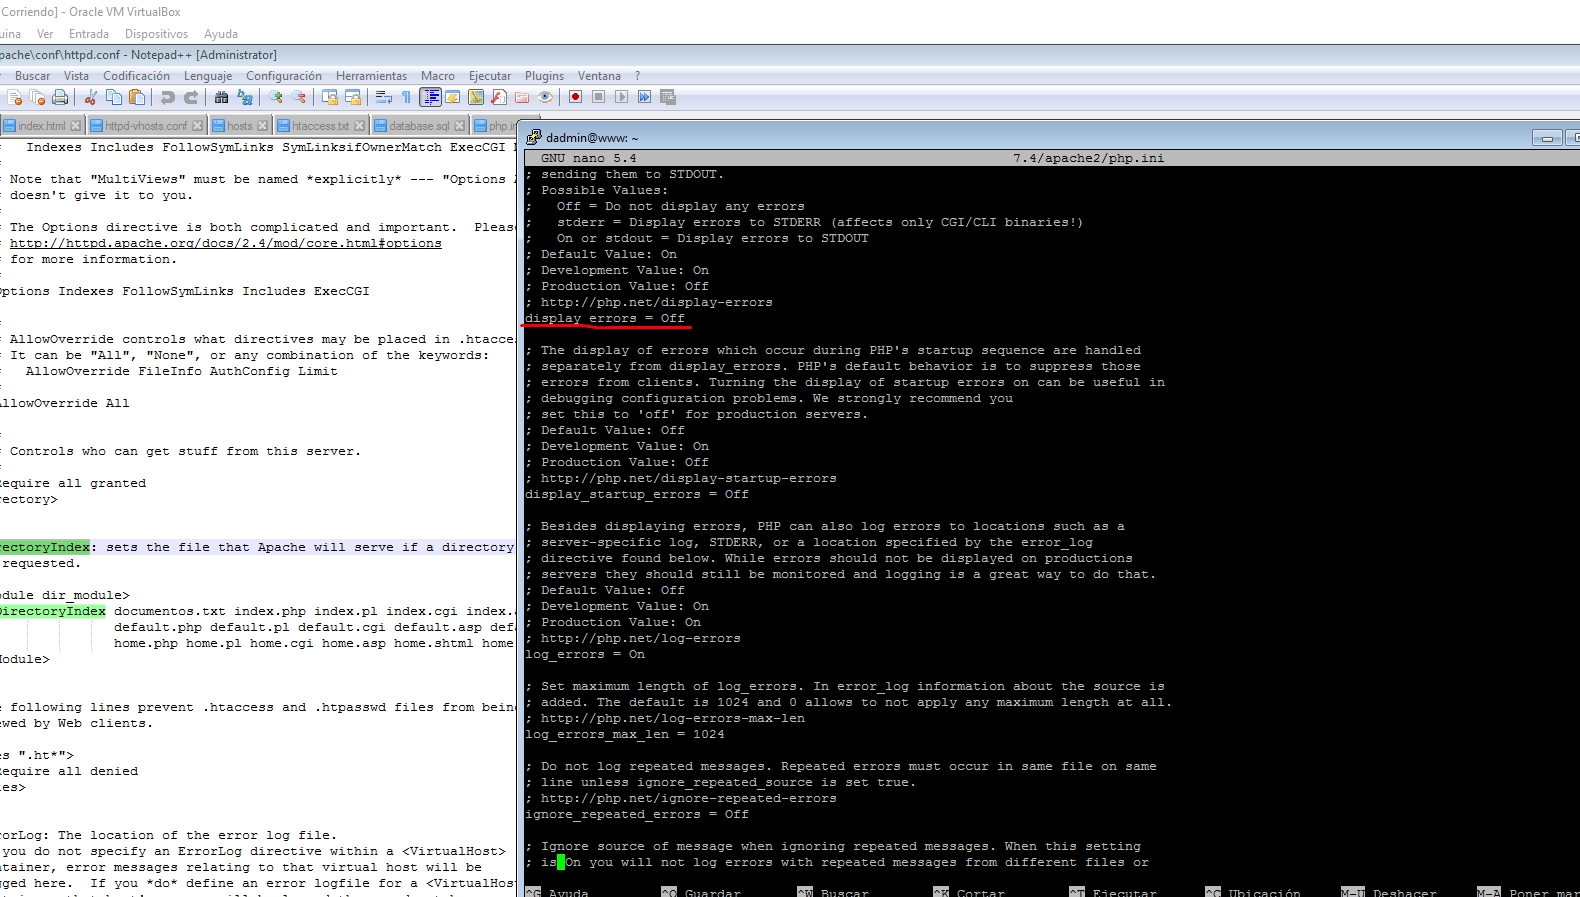 Corriendo] - Oracle VM VirtualBox
uina Ver Entrada Dispositivos Ayuda
pache\conf\httpd.conf - Notepad++ [Administrator]
Buscar Vista Codificación Lenguaje Configuración Herramientas Macro Ejecutar Plugins Ventana ?
index.html httpd-vhosts.conf hosts htaccess.txt database.sql php.in
Indexes Includes FollowSymLinks SymLinksifOwnerMatch ExecCGI
Note that "MultiViews" must be named *explicitly* --- "Options
doesn't give it to you.
The Options directive is both complicated and important.  Please
http://httpd.apache.org/docs/2.4/mod/core.html#options
for more information.
Options Indexes FollowSymLinks Includes ExecCGI
AllowOverride controls what directives may be placed in .htacces
It can be "All", "None", or any combination of the keywords:
AllowOverride FileInfo AuthConfig Limit
AllowOverride All
Controls who can get stuff from this server.
Require all granted
rectory>
rectoryIndex: sets the file that Apache will serve if a directory
requested.
odule dir_module>
DirectoryIndex documentos.txt index.php index.pl index.cgi index.
default.php default.pl default.cgi default.asp def
home.php home.pl home.cgi home.asp home.shtml home
Module>
e following lines prevent .htaccess and .htpasswd files from bein
ewed by Web clients.
es ".ht*">
Require all denied
les>
rorLog: The location of the error log file.
you do not specify an ErrorLog directive within a <VirtualHost>
ntainer, error messages relating to that virtual host will be
gged here.  If you *do* define an error logfile for a <VirtualHos
dadmin@www: ~
GNU nano 5.4 7.4/apache2/php.ini
; sending them to STDOUT.
; Possible Values:
;   Off = Do not display any errors
;   stderr = Display errors to STDERR (affects only CGI/CLI binaries!)
;   On or stdout = Display errors to STDOUT
; Default Value: On
; Development Value: On
; Production Value: Off
; http://php.net/display-errors
display_errors = Off
; The display of errors which occur during PHP's startup sequence are handled
; separately from display_errors. PHP's default behavior is to suppress those
; errors from clients. Turning the display of startup errors on can be useful in
; debugging configuration problems. We strongly recommend you
; set this to 'off' for production servers.
; Default Value: Off
; Development Value: On
; Production Value: Off
; http://php.net/display-startup-errors
display_startup_errors = Off
; Besides displaying errors, PHP can also log errors to locations such as a
; server-specific log, STDERR, or a location specified by the error_log
; directive found below. While errors should not be displayed on productions
; servers they should still be monitored and logging is a great way to do that.
; Default Value: Off
; Development Value: On
; Production Value: On
; http://php.net/log-errors
log_errors = On
; Set maximum length of log_errors. In error_log information about the source is
; added. The default is 1024 and 0 allows to not apply any maximum length at all.
; http://php.net/log-errors-max-len
log_errors_max_len = 1024
; Do not log repeated messages. Repeated errors must occur in same file on same
; line unless ignore_repeated_source is set true.
; http://php.net/ignore-repeated-errors
ignore_repeated_errors = Off
; Ignore source of message when ignoring repeated messages. When this setting
; is On you will not log errors with repeated messages from different files or
^G Ayuda ^O Guardar ^W Buscar ^K Cortar ^T Ejecutar ^C Ubicación M-U Deshacer M-A Poner mar